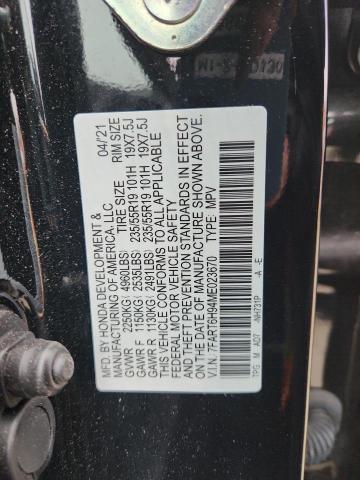 MFD. BY HONDA DEVELOPMENT & 04/21
MANUFACTURING OF AMERICA, LLC
TIRE SIZE RIM SIZE
GVWR 2250KG( 4960LBS)
GAWR F 1150KG( 2535LBS) 235/55R19 101H 19X7.5J
GAWR R 1130KG( 2491LBS) 235/55R19 101H 19X7.5J
THIS VEHICLE CONFORMS TO ALL APPLICABLE
FEDERAL MOTOR VEHICLE SAFETY
AND THEFT PREVENTION STANDARDS IN EFFECT
ON THE DATE OF MANUFACTURE SHOWN ABOVE.
V.I.N. 7FART6H94ME023670 TYPE: MPV
TPG M AD7 -NH731P -A -E